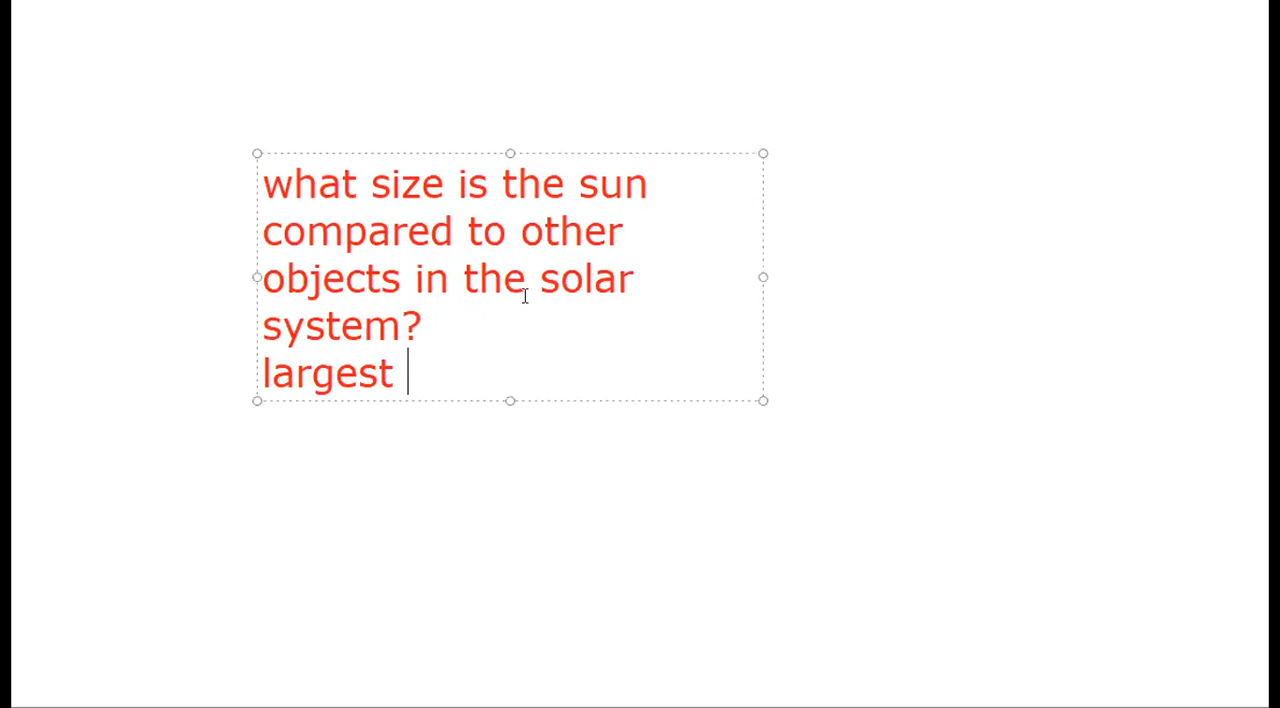 what size is the sun
compared to other
objects in the solar
system?
largest